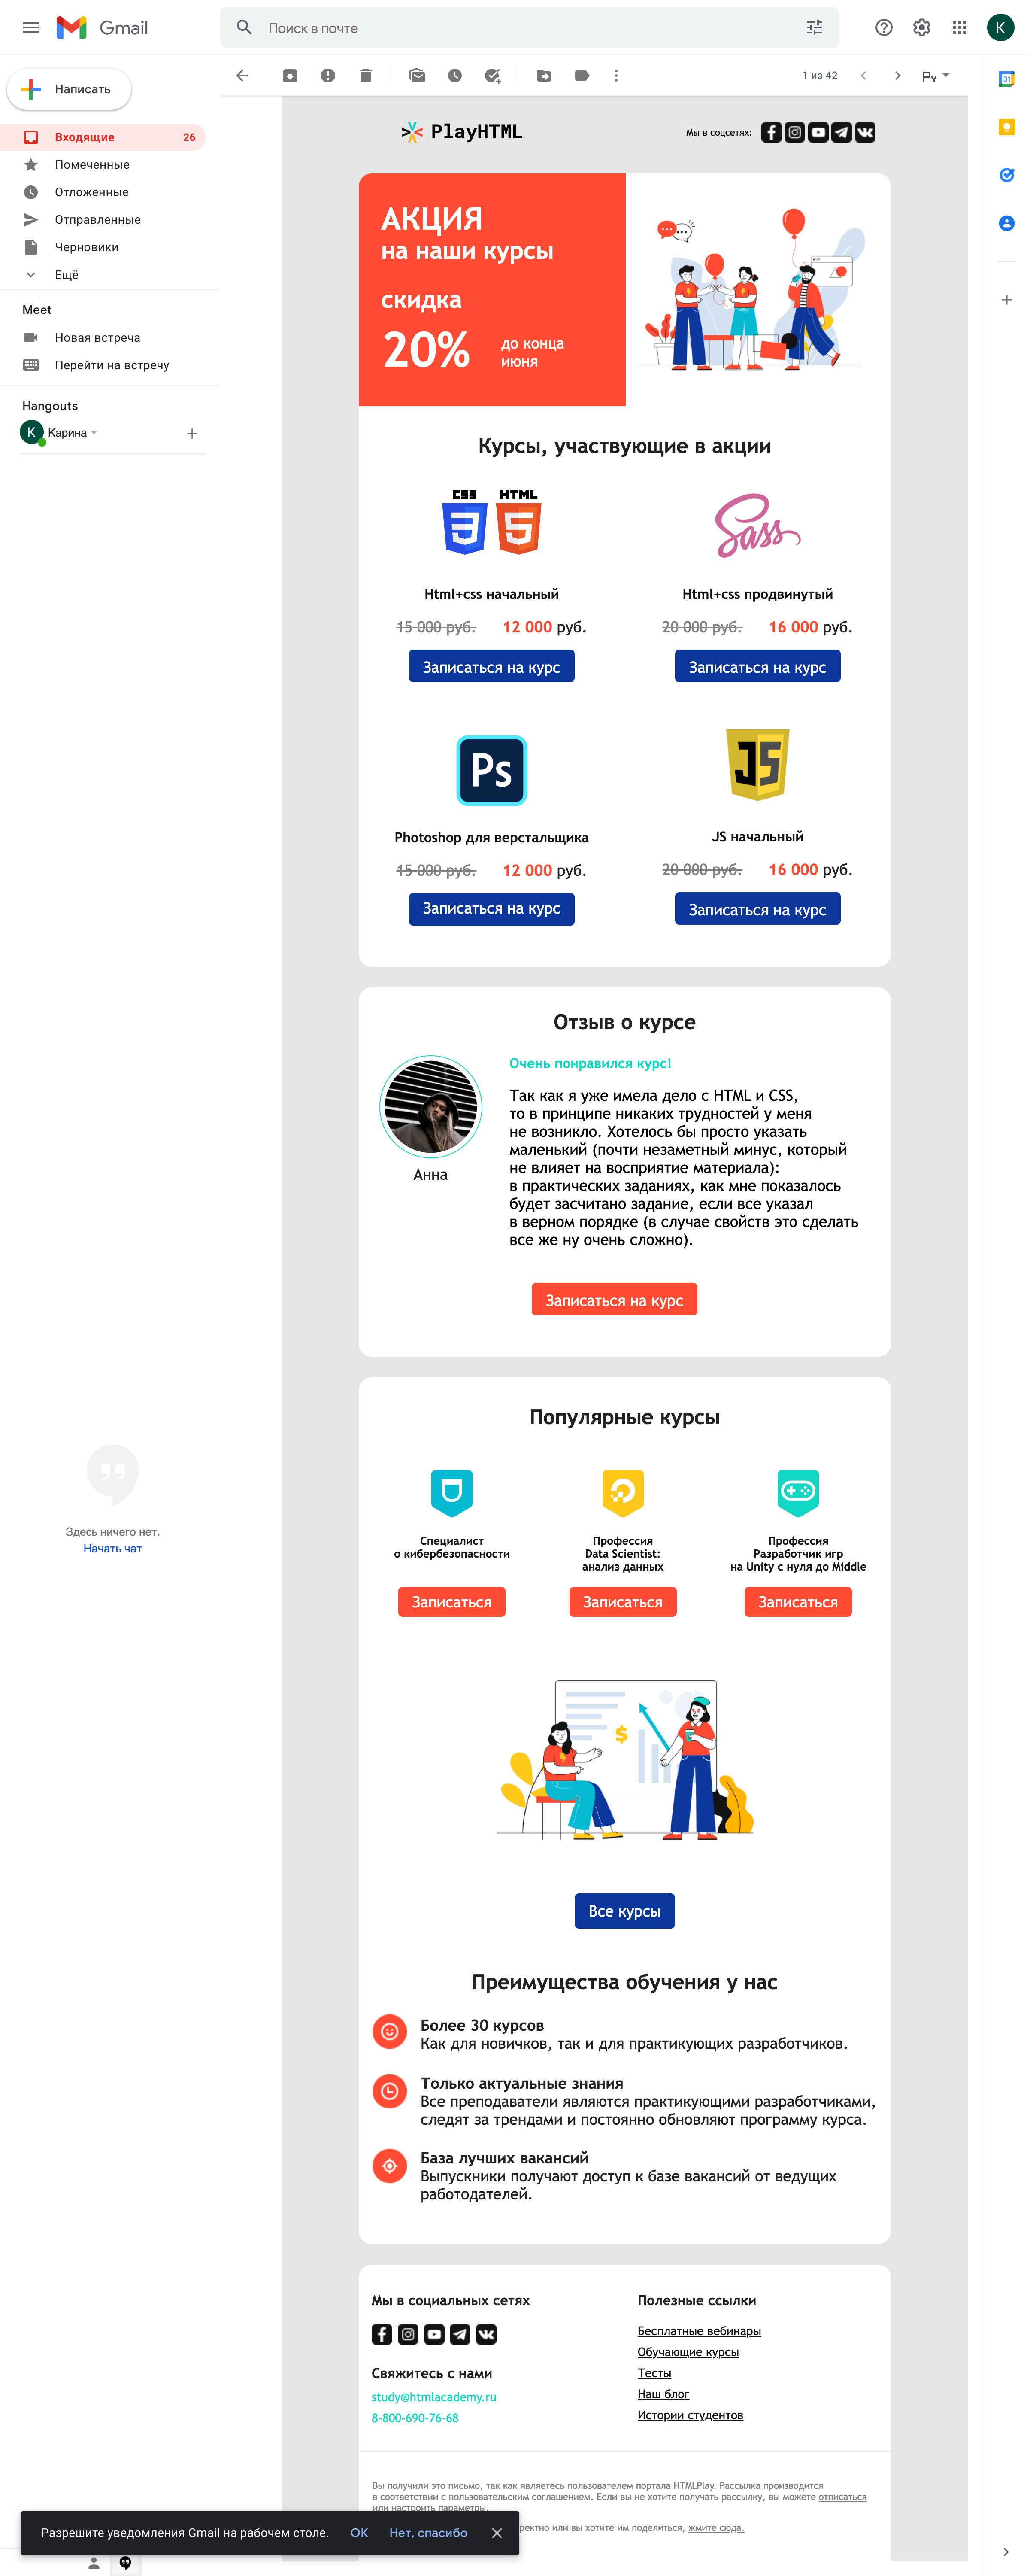 Gmail
Поиск в почте
K
Написать
1 из 42
Ру
Входящие 26
Помеченные
Отложенные
Отправленные
Черновики
Ещё
Meet
Новая встреча
Перейти на встречу
Hangouts
K Карина
Здесь ничего нет.
Начать чат
31
PlayHTML
Мы в соцсетях:
АКЦИЯ
на наши курсы
скидка
20%
до конца
июня
Курсы, участвующие в акции
CSS HTML
3 5
Sass
Html+css начальный
Html+css продвинутый
15 000 руб. 12 000 руб.
20 000 руб. 16 000 руб.
Записаться на курс
Записаться на курс
Ps
JS
Photoshop для верстальщика
JS начальный
15 000 руб. 12 000 руб.
20 000 руб. 16 000 руб.
Записаться на курс
Записаться на курс
Отзыв о курсе
Очень понравился курс!
Так как я уже имела дело с HTML и CSS,
то в принципе никаких трудностей у меня
не возникло. Хотелось бы просто указать
маленький (почти незаметный минус, который
не влияет на восприятие материала):
в практических заданиях, как мне показалось
будет засчитано задание, если все указал
в верном порядке (в случае свойств это сделать
все же ну очень сложно).
Анна
Записаться на курс
Популярные курсы
Специалист
о кибербезопасности
Профессия
Data Scientist:
анализ данных
Профессия
Разработчик игр
на Unity с нуля до Middle
Записаться
Записаться
Записаться
$
Все курсы
Преимущества обучения у нас
Более 30 курсов
Как для новичков, так и для практикующих разработчиков.
Только актуальные знания
Все преподаватели являются практикующими разработчиками,
следят за трендами и постоянно обновляют программу курса.
База лучших вакансий
Выпускники получают доступ к базе вакансий от ведущих
работодателей.
Мы в социальных сетях
Свяжитесь с нами
study@htmlacademy.ru
8-800-690-76-68
Полезные ссылки
Бесплатные вебинары
Обучающие курсы
Тесты
Наш блог
Истории студентов
Вы получили это письмо, так как являетесь пользователем портала HTMLPlay. Рассылка производится
в соответствии с пользовательским соглашением. Если вы не хотите получать рассылку, вы можете отписаться
или настроить параметры.
ректно или вы хотите им поделиться, жмите сюда.
Разрешите уведомления Gmail на рабочем столе. ОК Нет, спасибо